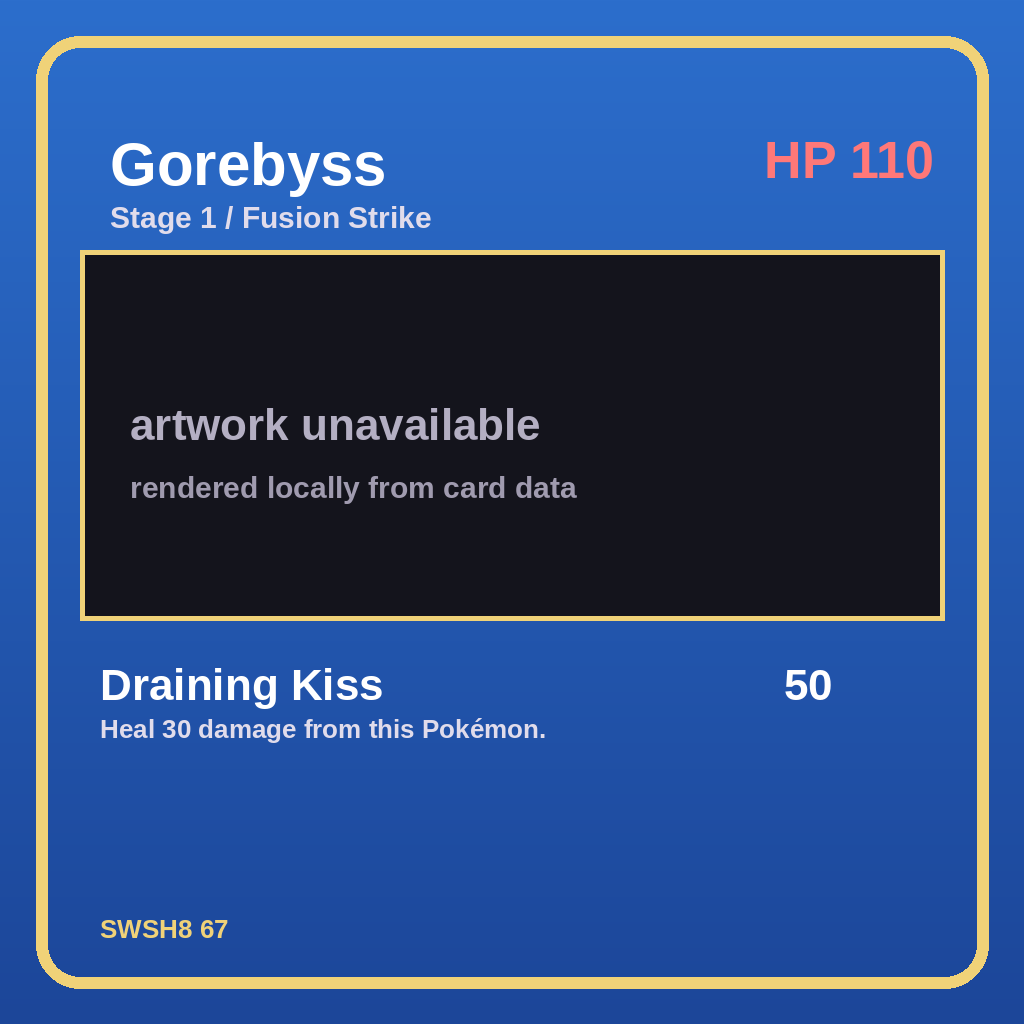 Gorebyss
HP 110
Stage 1 / Fusion Strike
artwork unavailable
rendered locally from card data
Draining Kiss
50
Heal 30 damage from this Pokémon.
SWSH8 67